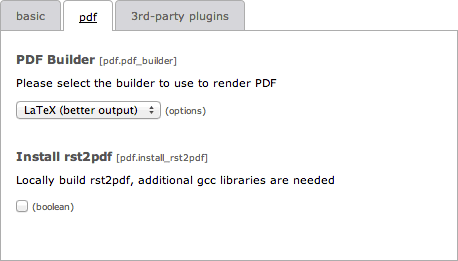 basic pdf 3rd-party plugins
PDF Builder [pdf.pdf_builder]
Please select the builder to use to render PDF
LaTeX (better output) (options)
Install rst2pdf [pdf.install_rst2pdf]
Locally build rst2pdf, additional gcc libraries are needed
(boolean)